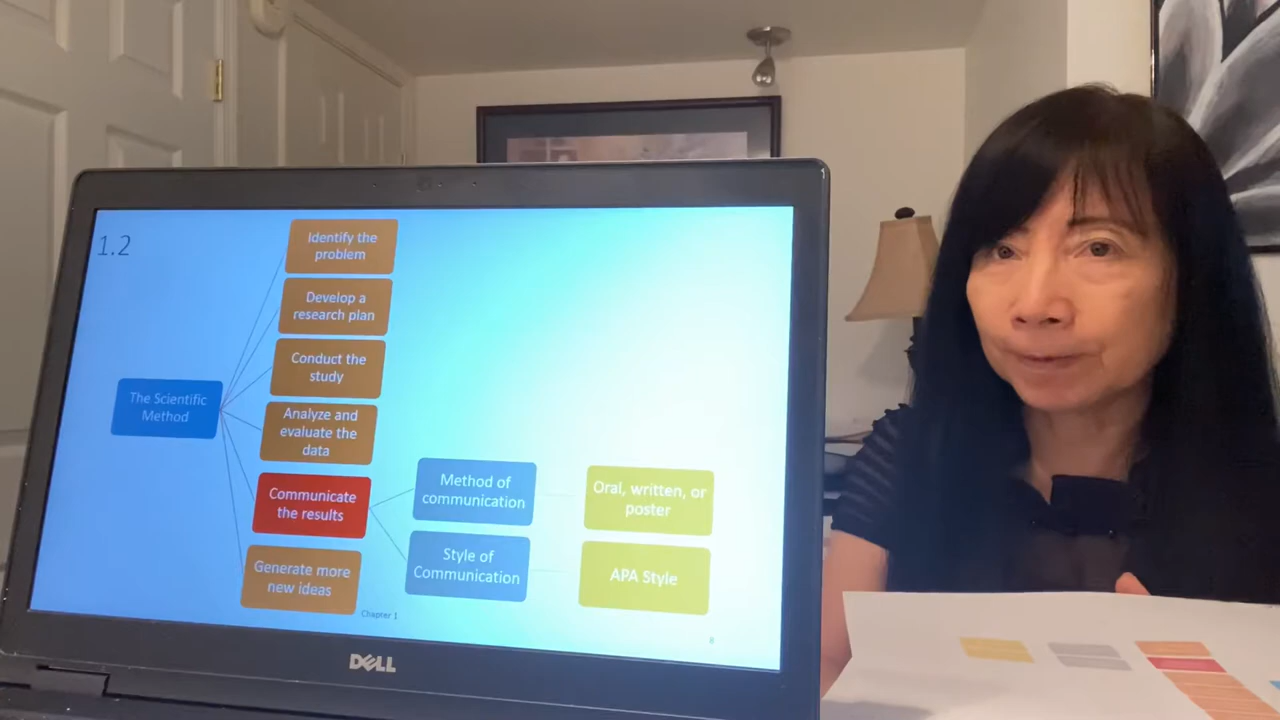 1.2
Identify the
problem
Develop a
research plan
Conduct the
study
The Scientific
Method
Analyze and
evaluate the
data
Communicate
the results
Method of
communication
Oral, written, or
poster
Style of
Communication
APA Style
Generate more
new ideas
Chapter 1
8
DELL